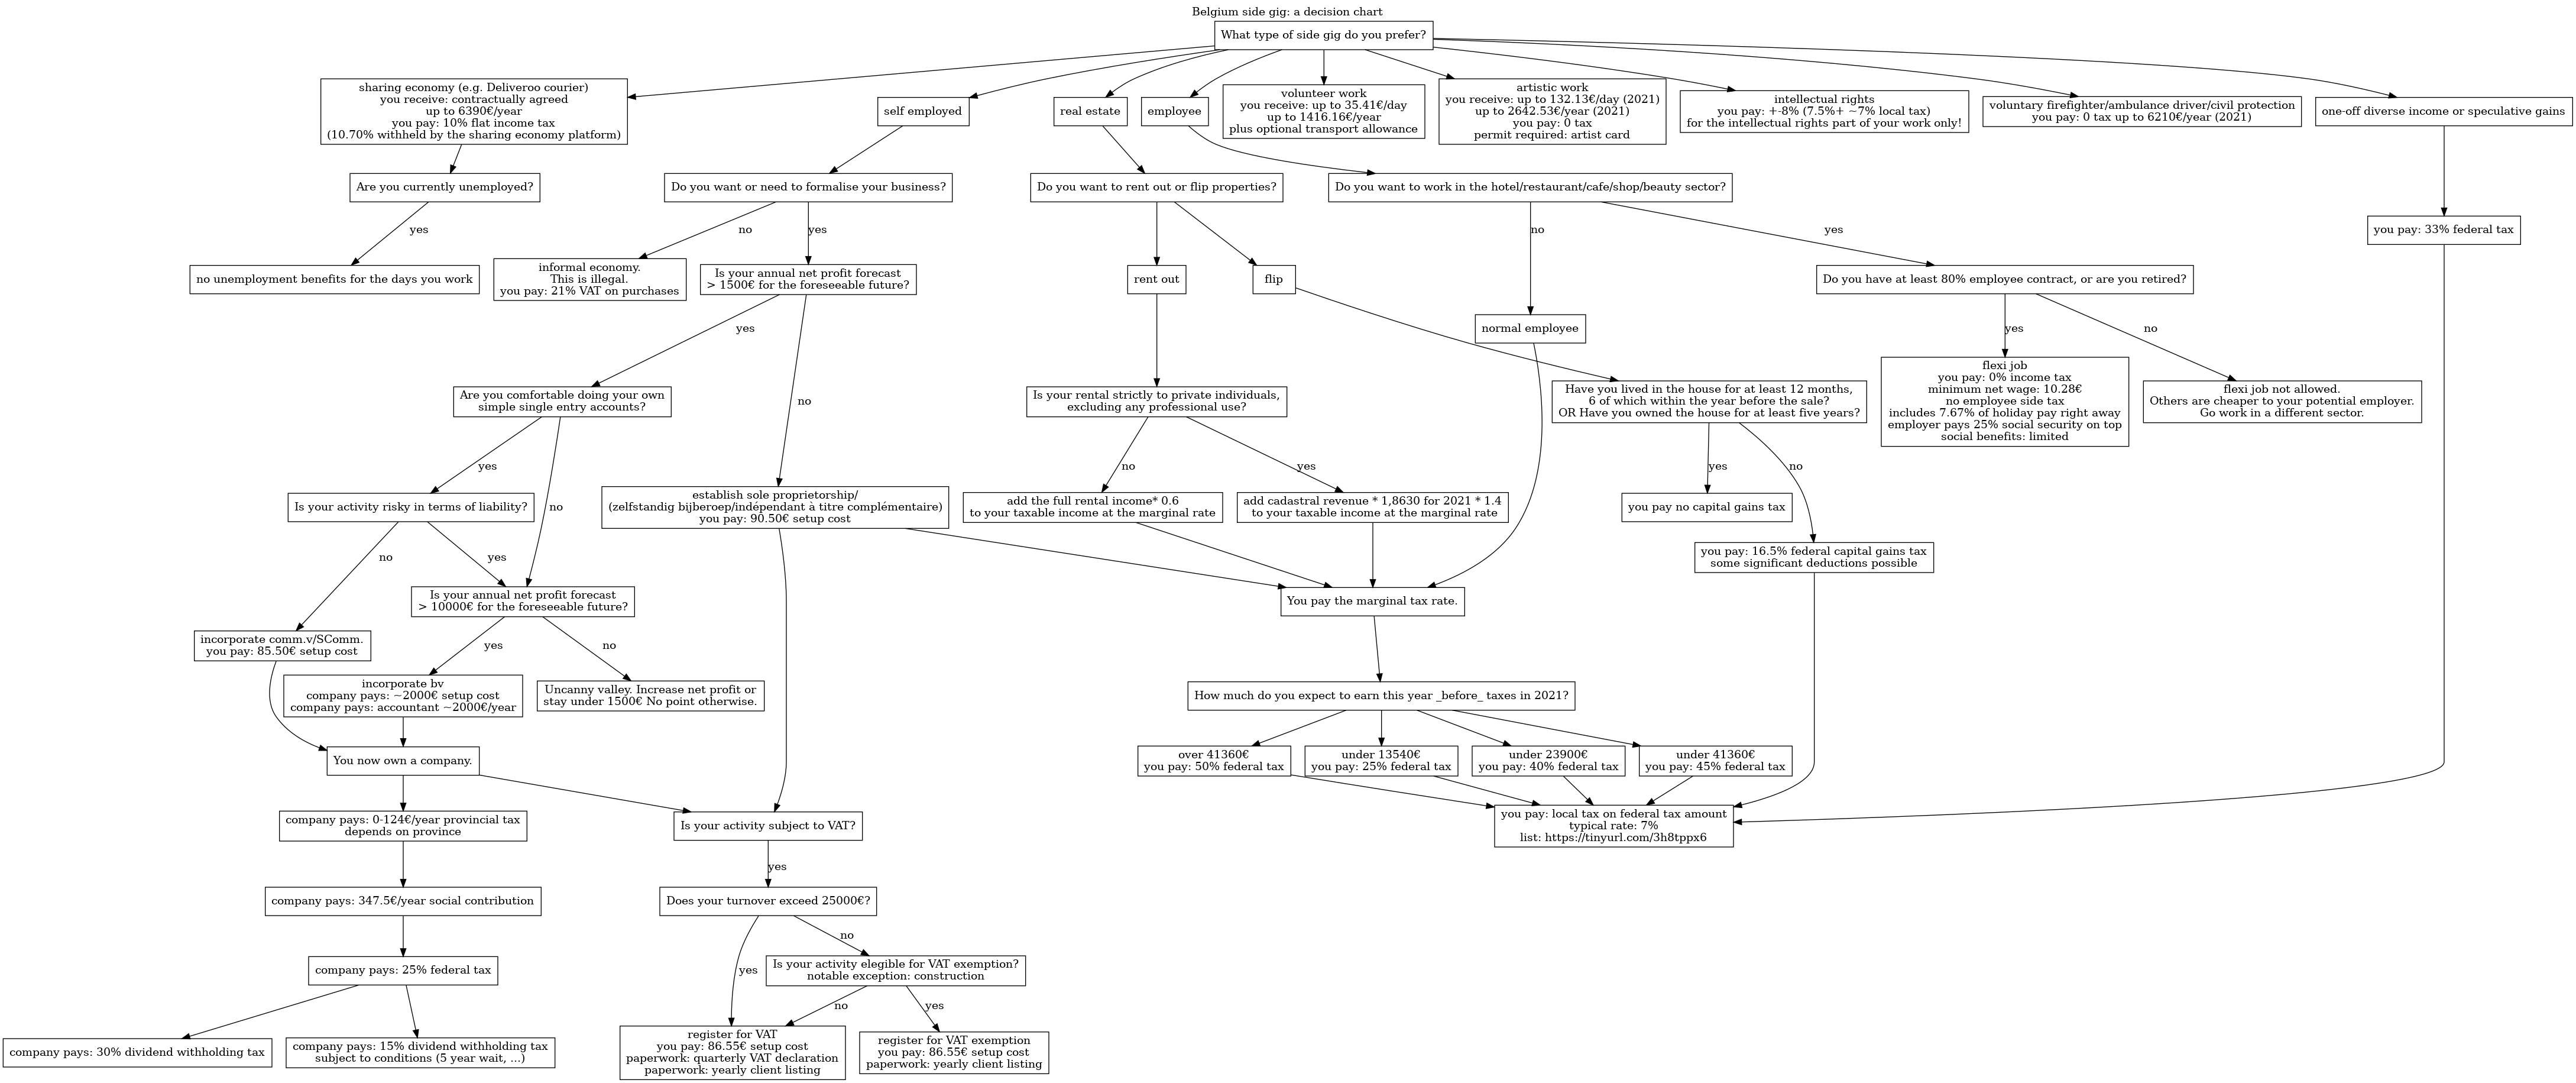 Belgium side gig: a decision chart
What type of side gig do you prefer?
sharing economy (e.g. Deliveroo courier)
you receive: contractually agreed
up to 6390€/year
you pay: 10% flat income tax
(10.70% withheld by the sharing economy platform)
self employed
real estate
employee
volunteer work
you receive: up to 35.41€/day
up to 1416.16€/year
plus optional transport allowance
artistic work
you receive: up to 132.13€/day (2021)
up to 2642.53€/year (2021)
you pay: 0 tax
permit required: artist card
intellectual rights
you pay: +-8% (7.5%+ ~7% local tax)
for the intellectual rights part of your work only!
voluntary firefighter/ambulance driver/civil protection
you pay: 0 tax up to 6210€/year (2021)
one-off diverse income or speculative gains
Are you currently unemployed?
Do you want or need to formalise your business?
Do you want to rent out or flip properties?
Do you want to work in the hotel/restaurant/cafe/shop/beauty sector?
you pay: 33% federal tax
yes
no
yes
no
yes
no unemployment benefits for the days you work
informal economy.
This is illegal.
you pay: 21% VAT on purchases
Is your annual net profit forecast
> 1500€ for the foreseeable future?
rent out
flip
Do you have at least 80% employee contract, or are you retired?
normal employee
yes
no
yes
no
Are you comfortable doing your own
simple single entry accounts?
Is your rental strictly to private individuals,
excluding any professional use?
Have you lived in the house for at least 12 months,
6 of which within the year before the sale?
OR Have you owned the house for at least five years?
flexi job
you pay: 0% income tax
minimum net wage: 10.28€
no employee side tax
includes 7.67% of holiday pay right away
employer pays 25% social security on top
social benefits: limited
flexi job not allowed.
Others are cheaper to your potential employer.
Go work in a different sector.
yes
no
no
yes
yes
no
Is your activity risky in terms of liability?
establish sole proprietorship/
(zelfstandig bijberoep/indépendant à titre complémentaire)
you pay: 90.50€ setup cost
add the full rental income* 0.6
to your taxable income at the marginal rate
add cadastral revenue * 1,8630 for 2021 * 1.4
to your taxable income at the marginal rate
you pay no capital gains tax
no
yes
you pay: 16.5% federal capital gains tax
some significant deductions possible
Is your annual net profit forecast
> 10000€ for the foreseeable future?
You pay the marginal tax rate.
incorporate comm.v/SComm.
you pay: 85.50€ setup cost
yes
no
incorporate bv
company pays: ~2000€ setup cost
company pays: accountant ~2000€/year
Uncanny valley. Increase net profit or
stay under 1500€ No point otherwise.
How much do you expect to earn this year _before_ taxes in 2021?
You now own a company.
over 41360€
you pay: 50% federal tax
under 13540€
you pay: 25% federal tax
under 23900€
you pay: 40% federal tax
under 41360€
you pay: 45% federal tax
company pays: 0-124€/year provincial tax
depends on province
Is your activity subject to VAT?
you pay: local tax on federal tax amount
typical rate: 7%
list: https://tinyurl.com/3h8tppx6
yes
company pays: 347.5€/year social contribution
Does your turnover exceed 25000€?
no
yes
company pays: 25% federal tax
Is your activity elegible for VAT exemption?
notable exception: construction
no
yes
company pays: 30% dividend withholding tax
company pays: 15% dividend withholding tax
subject to conditions (5 year wait, ...)
register for VAT
you pay: 86.55€ setup cost
paperwork: quarterly VAT declaration
paperwork: yearly client listing
register for VAT exemption
you pay: 86.55€ setup cost
paperwork: yearly client listing